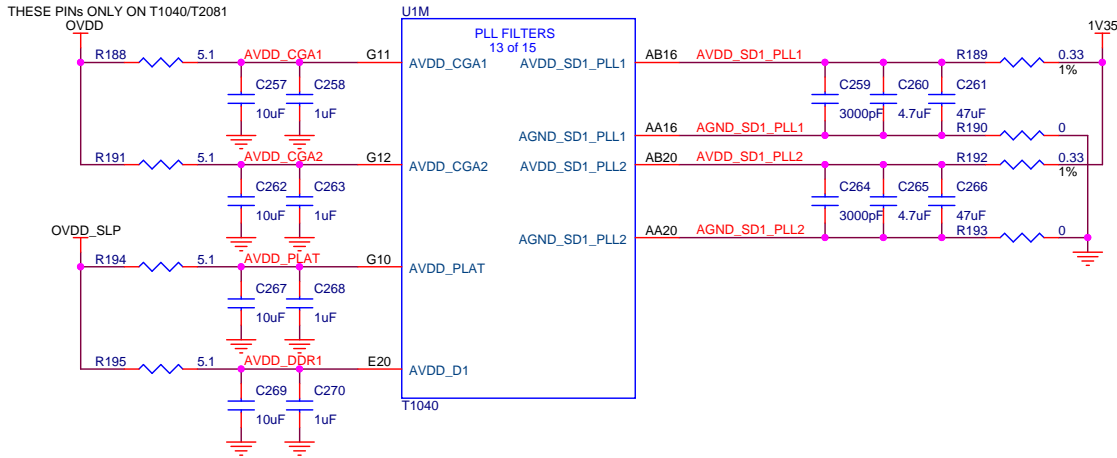 THESE PINs ONLY ON T1040/T2081
OVDD
U1M
1V35
PLL FILTERS
13 of 15
R188 5.1 AVDD_CGA1 G11 AVDD_CGA1 AVDD_SD1_PLL1 AB16 AVDD_SD1_PLL1 R189 0.33
1%
C257 C258 C259 C260 C261
10uF 1uF 3000pF 4.7uF 47uF
AGND_SD1_PLL1 AA16 AGND_SD1_PLL1 R190 0
R191 5.1 AVDD_CGA2 G12 AVDD_CGA2 AVDD_SD1_PLL2 AB20 AVDD_SD1_PLL2 R192 0.33
1%
C262 C263 C264 C265 C266
10uF 1uF 3000pF 4.7uF 47uF
OVDD_SLP AGND_SD1_PLL2 AA20 AGND_SD1_PLL2 R193 0
R194 5.1 AVDD_PLAT G10 AVDD_PLAT
C267 C268
10uF 1uF
R195 5.1 AVDD_DDR1 E20 AVDD_D1
C269 C270
10uF 1uF
T1040